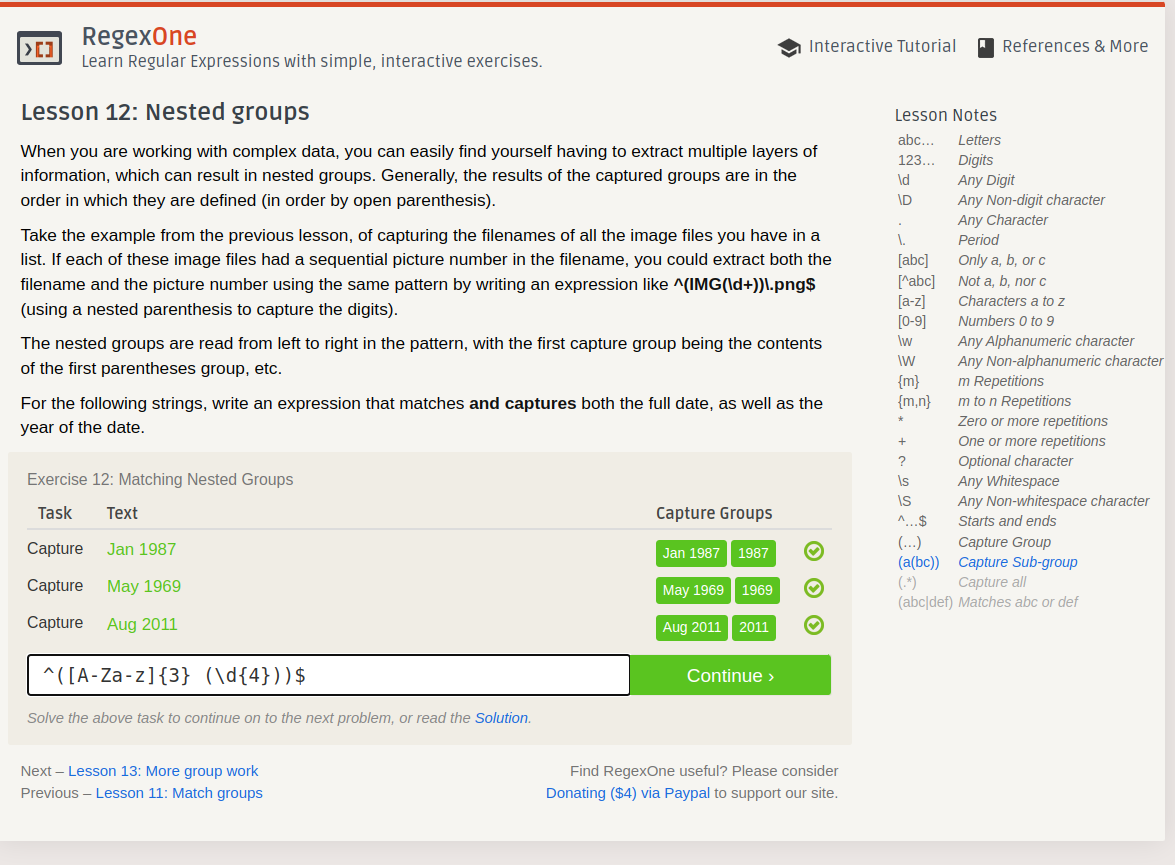 RegexOne
Learn Regular Expressions with simple, interactive exercises.
Interactive Tutorial
References & More
Lesson 12: Nested groups
When you are working with complex data, you can easily find yourself having to extract multiple layers of
information, which can result in nested groups. Generally, the results of the captured groups are in the
order in which they are defined (in order by open parenthesis).
Take the example from the previous lesson, of capturing the filenames of all the image files you have in a
list. If each of these image files had a sequential picture number in the filename, you could extract both the
filename and the picture number using the same pattern by writing an expression like ^(IMG(\d+))\.png$
(using a nested parenthesis to capture the digits).
The nested groups are read from left to right in the pattern, with the first capture group being the contents
of the first parentheses group, etc.
For the following strings, write an expression that matches and captures both the full date, as well as the
year of the date.
Exercise 12: Matching Nested Groups
Task Text Capture Groups
Capture Jan 1987 Jan 1987 1987
Capture May 1969 May 1969 1969
Capture Aug 2011 Aug 2011 2011
^([A-Za-z]{3} (\d{4}))$
Continue ›
Solve the above task to continue on to the next problem, or read the Solution.
Next – Lesson 13: More group work
Previous – Lesson 11: Match groups
Find RegexOne useful? Please consider
Donating ($4) via Paypal to support our site.
Lesson Notes
abc… Letters
123… Digits
\d Any Digit
\D Any Non-digit character
. Any Character
\. Period
[abc] Only a, b, or c
[^abc] Not a, b, nor c
[a-z] Characters a to z
[0-9] Numbers 0 to 9
\w Any Alphanumeric character
\W Any Non-alphanumeric character
{m} m Repetitions
{m,n} m to n Repetitions
* Zero or more repetitions
+ One or more repetitions
? Optional character
\s Any Whitespace
\S Any Non-whitespace character
^…$ Starts and ends
(…) Capture Group
(a(bc)) Capture Sub-group
(.*) Capture all
(abc|def) Matches abc or def